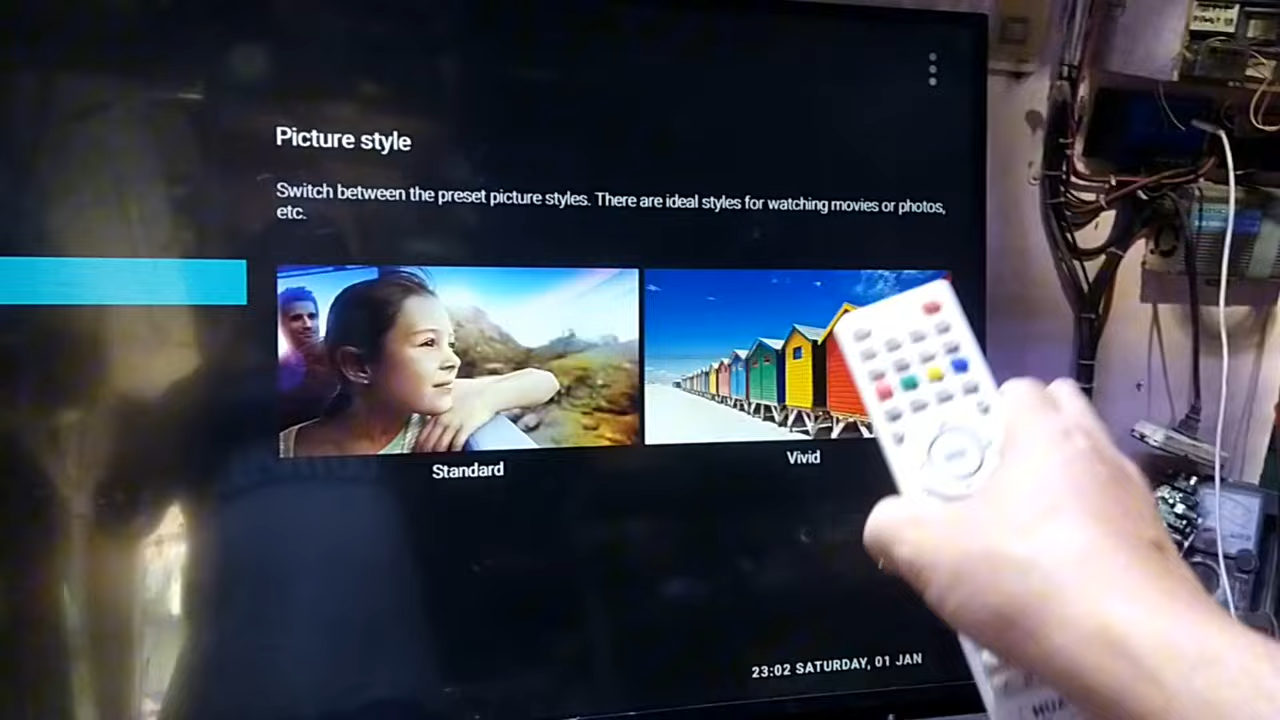 Picture style
Switch between the preset picture styles. There are ideal styles for watching movies or photos,
etc.
Standard
Vivid
23:02 SATURDAY, 01 JAN